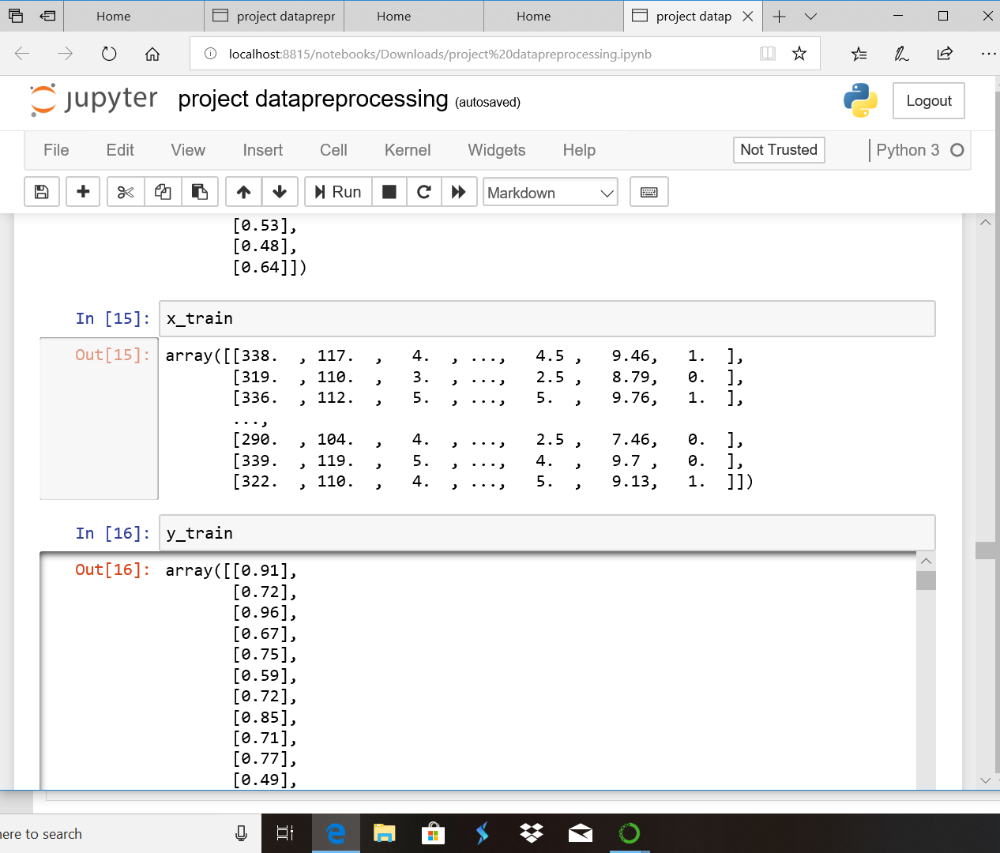 Home project dataprepr Home Home project datap
localhost:8815/notebooks/Downloads/project%20datapreprocessing.ipynb
jupyter project datapreprocessing (autosaved) Logout
File Edit View Insert Cell Kernel Widgets Help Not Trusted Python 3
Run Markdown
[0.53],
[0.48],
[0.64]])
In [15]: x_train
Out[15]: array([[338. , 117. , 4. , ..., 4.5 , 9.46, 1. ],
[319. , 110. , 3. , ..., 2.5 , 8.79, 0. ],
[336. , 112. , 5. , ..., 5. , 9.76, 1. ],
...,
[290. , 104. , 4. , ..., 2.5 , 7.46, 0. ],
[339. , 119. , 5. , ..., 4. , 9.7 , 0. ],
[322. , 110. , 4. , ..., 5. , 9.13, 1. ]])
In [16]: y_train
Out[16]: array([[0.91],
[0.72],
[0.96],
[0.67],
[0.75],
[0.59],
[0.72],
[0.85],
[0.71],
[0.77],
[0.49],
here to search